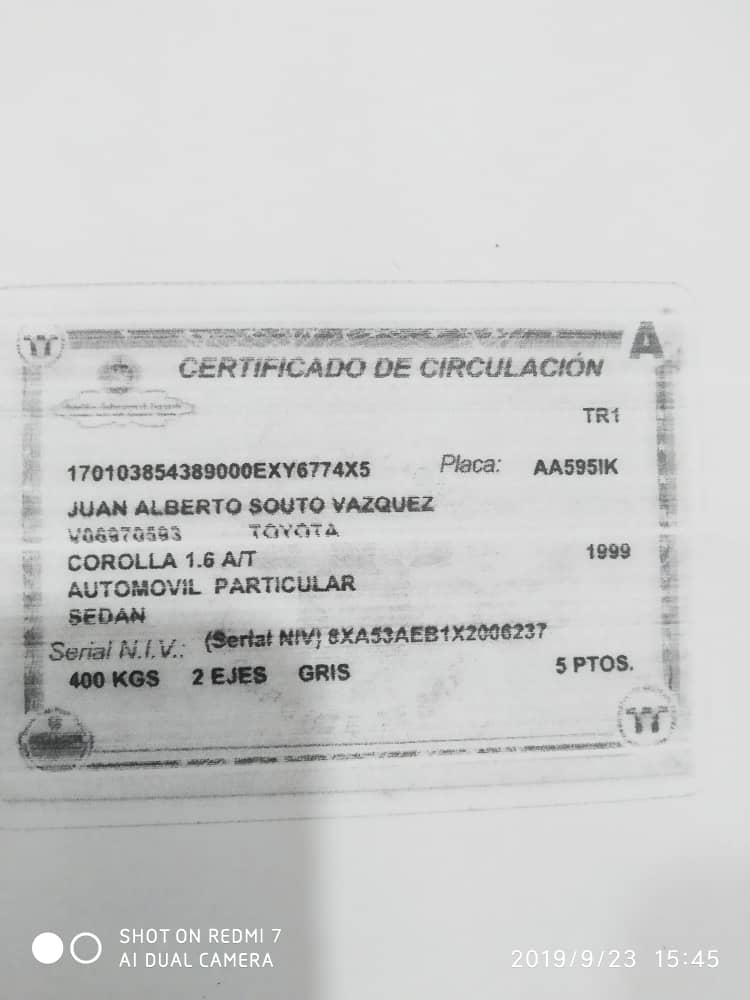 A
CERTIFICADO DE CIRCULACIÓN
TR1
170103854389000EXY6774X5 Placa: AA595IK
JUAN ALBERTO SOUTO VAZQUEZ
V06970593 TOYOTA
COROLLA 1.6 A/T 1999
AUTOMOVIL PARTICULAR
SEDAN
Serial N.I.V.: (Serial NIV) 8XA53AEB1X2006237
400 KGS 2 EJES GRIS 5 PTOS.
SHOT ON REDMI 7
AI DUAL CAMERA
2019/9/23 15:45